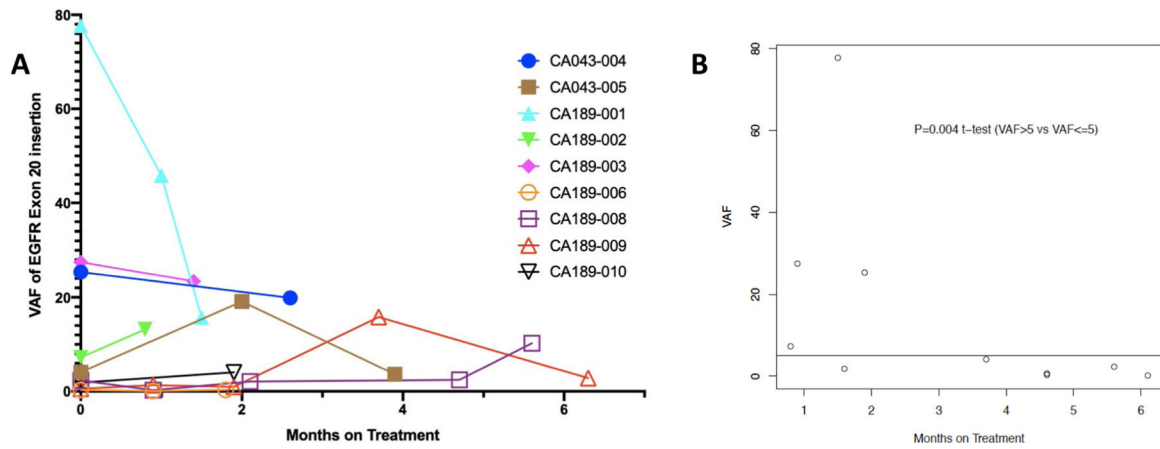 A
80
60
40
20
0
0
2
4
6
VAF of EGFR Exon 20 insertion
Months on Treatment
CA043-004
CA043-005
CA189-001
CA189-002
CA189-003
CA189-006
CA189-008
CA189-009
CA189-010
B
80
60
40
20
0
1
2
3
4
5
6
VAF
P=0.004 t-test (VAF>5 vs VAF<=5)
Months on Treatment